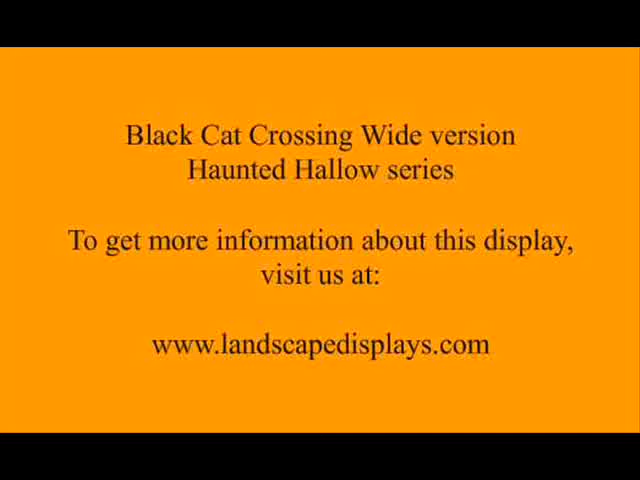 Black Cat Crossing Wide version
Haunted Hallow series
To get more information about this display,
visit us at:
www.landscapedisplays.com